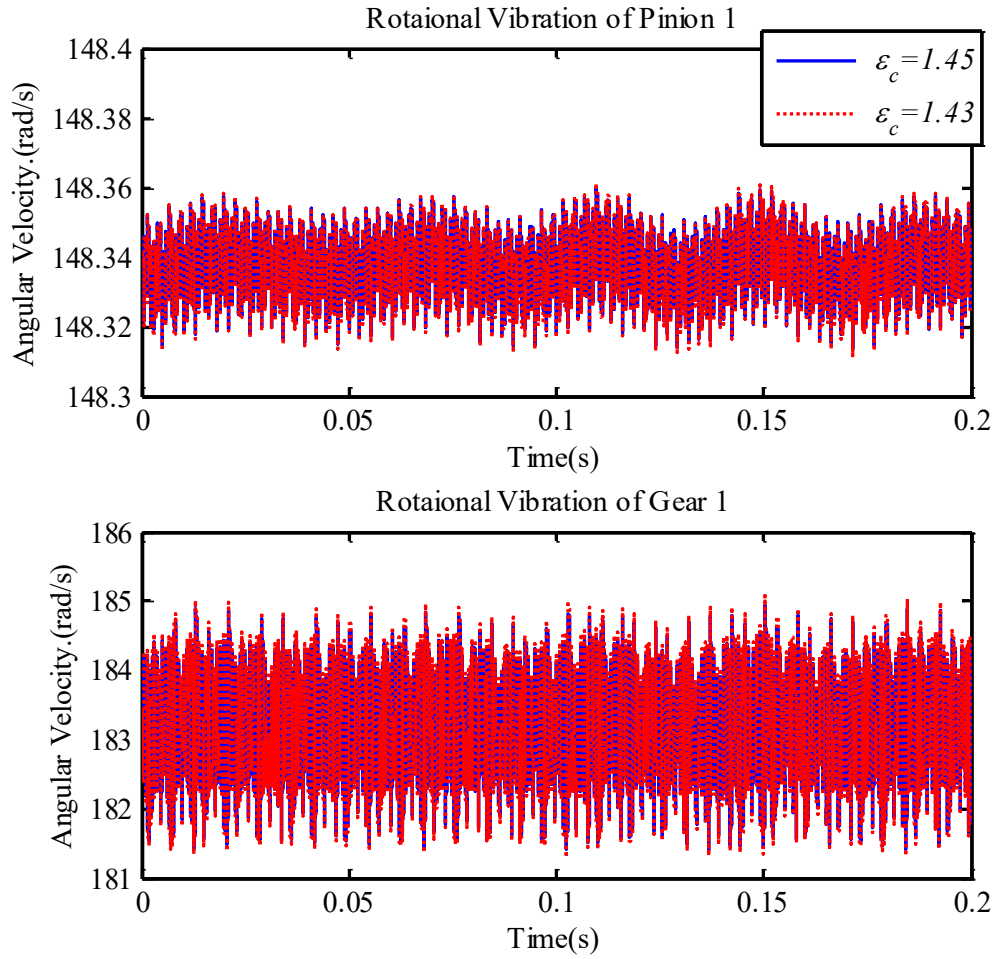 Rotaional Vibration of Pinion 1
ε_c=1.45
ε_c=1.43
Angular Velocity.(rad/s)
148.4
148.38
148.36
148.34
148.32
148.3
0 0.05 0.1 0.15 0.2
Time(s)
Rotaional Vibration of Gear 1
Angular Velocity.(rad/s)
186
185
184
183
182
181
0 0.05 0.1 0.15 0.2
Time(s)